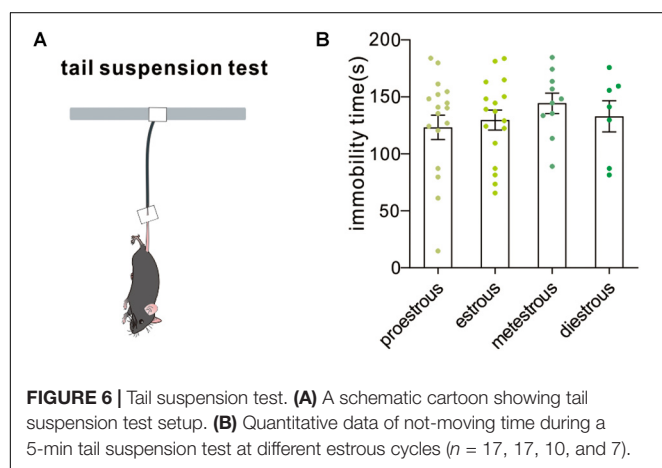 A
tail suspension test
B
immobility time(s)
200
150
100
50
0
proestrous
estrous
metestrous
diestrous
FIGURE 6 | Tail suspension test. (A) A schematic cartoon showing tail
suspension test setup. (B) Quantitative data of not-moving time during a
5-min tail suspension test at different estrous cycles (n = 17, 17, 10, and 7).